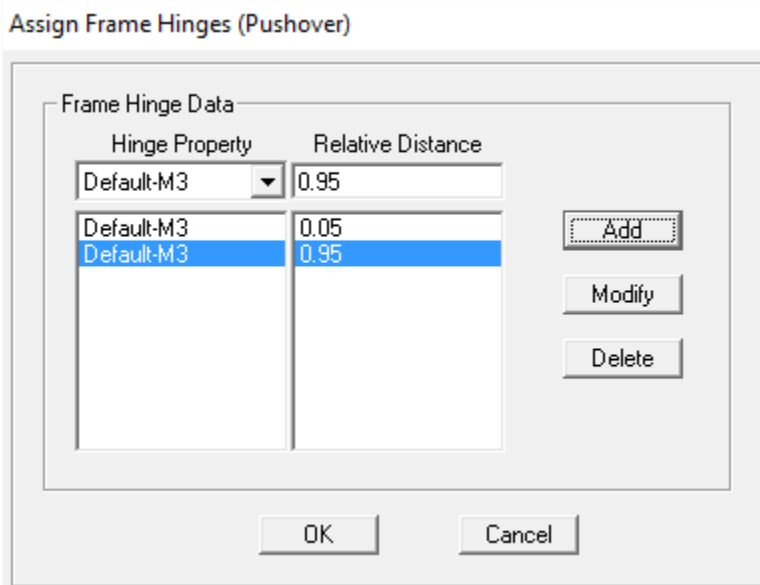 Assign Frame Hinges (Pushover)
Frame Hinge Data
Hinge Property Relative Distance
Default-M3 0.95
Default-M3 0.05 Add
Default-M3 0.95
Modify
Delete
OK Cancel